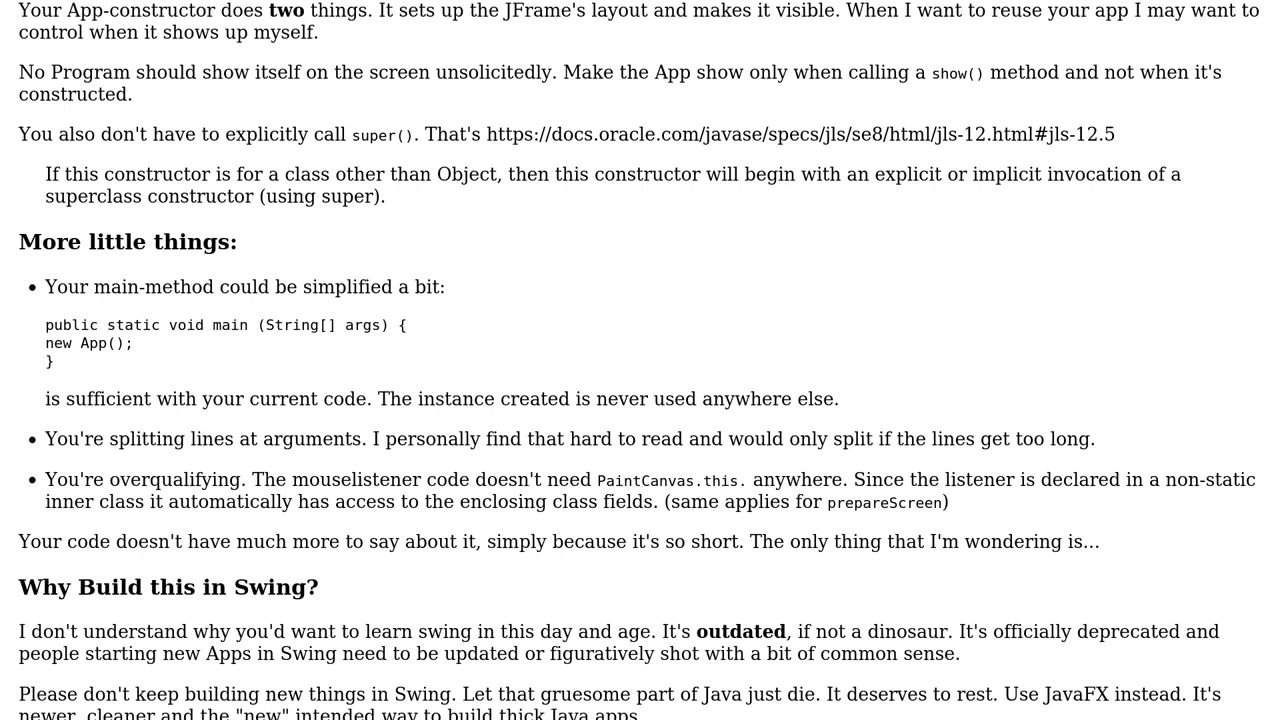 Your App-constructor does two things. It sets up the JFrame's layout and makes it visible. When I want to reuse your app I may want to
control when it shows up myself.
No Program should show itself on the screen unsolicitedly. Make the App show only when calling a show() method and not when it's
constructed.
You also don't have to explicitly call super(). That's https://docs.oracle.com/javase/specs/jls/se8/html/jls-12.html#jls-12.5
If this constructor is for a class other than Object, then this constructor will begin with an explicit or implicit invocation of a
superclass constructor (using super).
More little things:
• Your main-method could be simplified a bit:
public static void main (String[] args) {
new App();
}
is sufficient with your current code. The instance created is never used anywhere else.
• You're splitting lines at arguments. I personally find that hard to read and would only split if the lines get too long.
• You're overqualifying. The mouselistener code doesn't need PaintCanvas.this. anywhere. Since the listener is declared in a non-static
inner class it automatically has access to the enclosing class fields. (same applies for prepareScreen)
Your code doesn't have much more to say about it, simply because it's so short. The only thing that I'm wondering is...
Why Build this in Swing?
I don't understand why you'd want to learn swing in this day and age. It's outdated, if not a dinosaur. It's officially deprecated and
people starting new Apps in Swing need to be updated or figuratively shot with a bit of common sense.
Please don't keep building new things in Swing. Let that gruesome part of Java just die. It deserves to rest. Use JavaFX instead. It's
newer, cleaner and the "new" intended way to build thick Java apps.